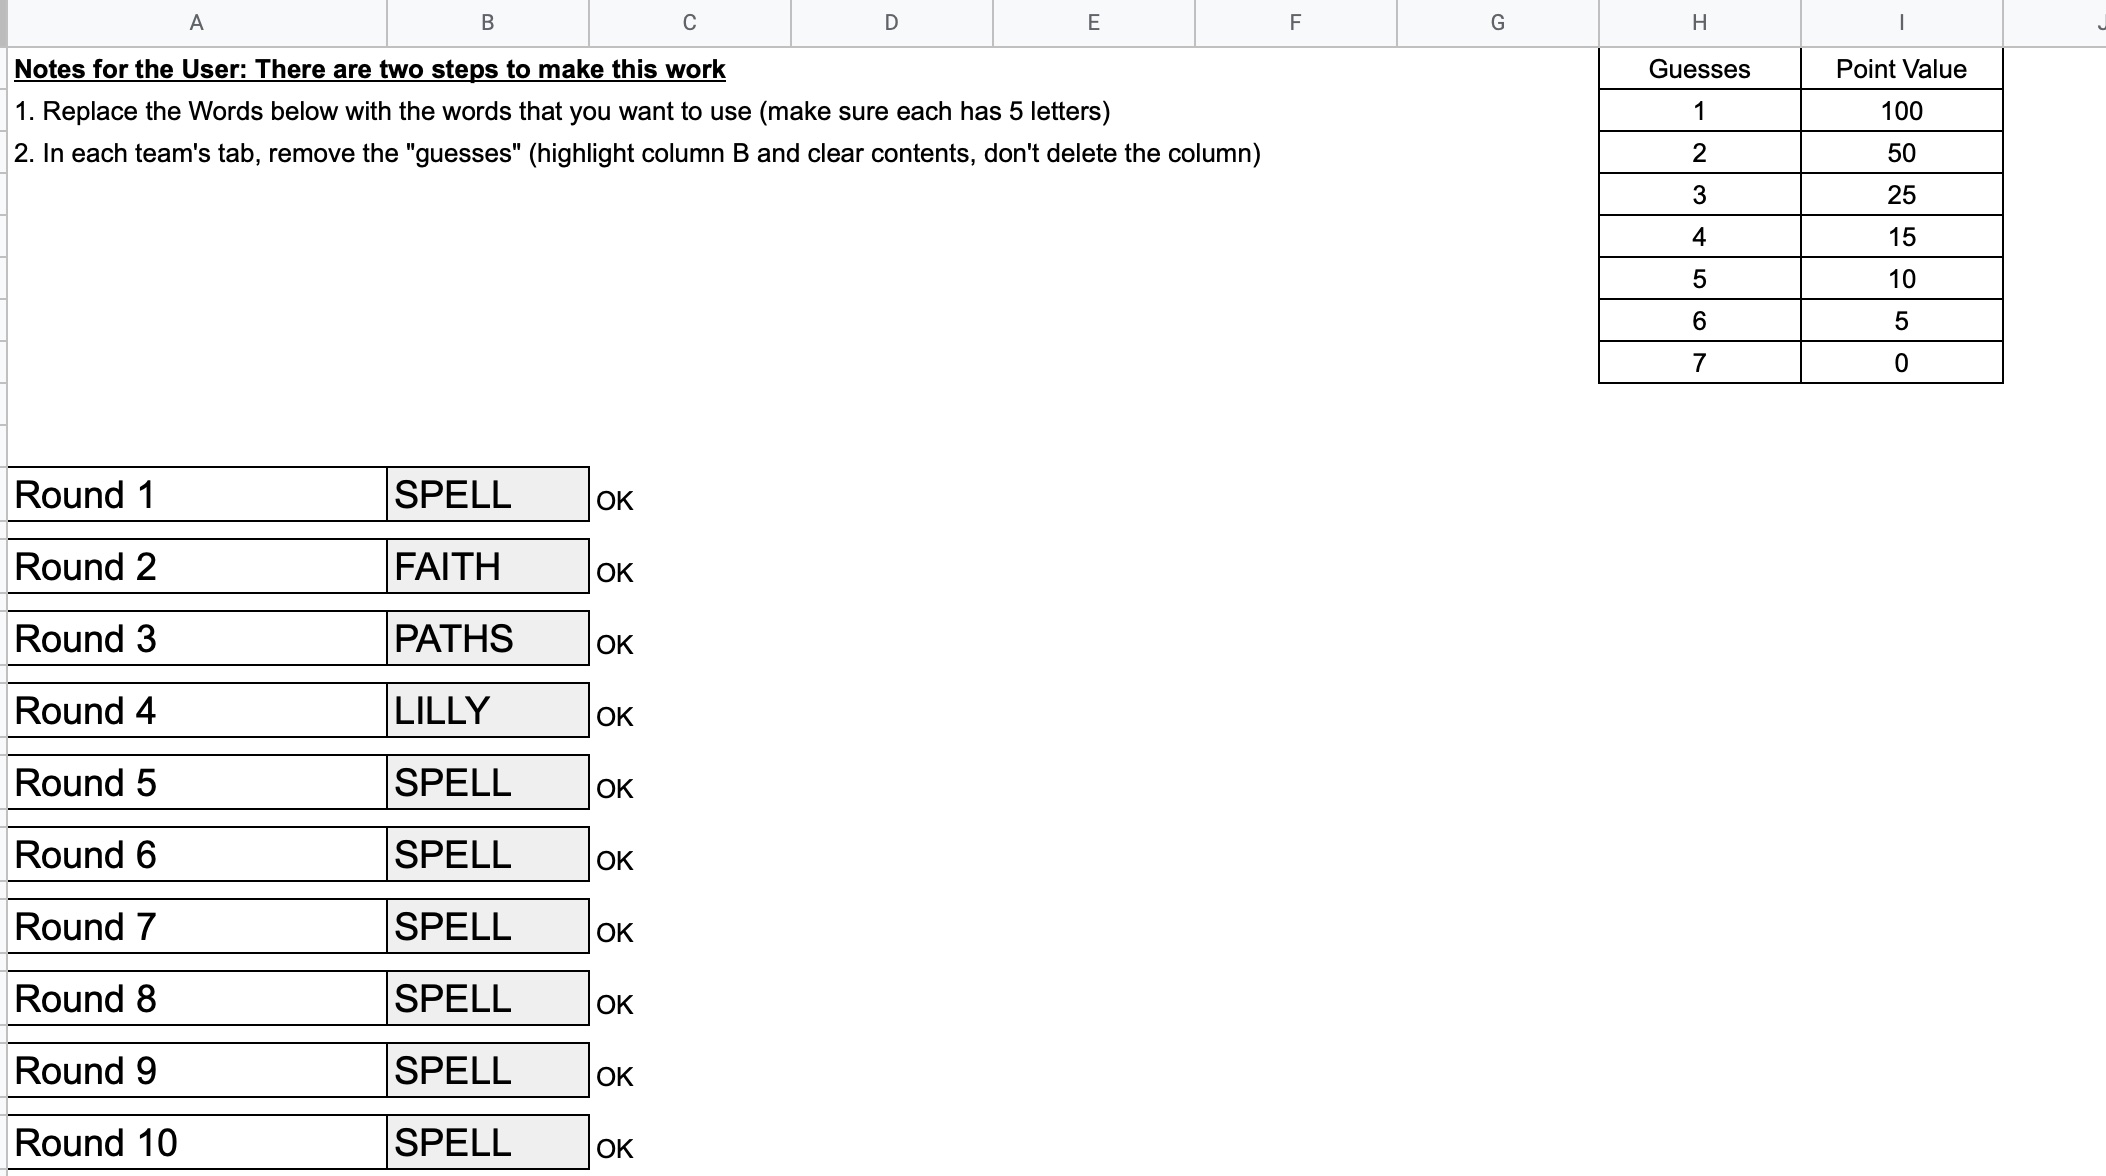 A B C D E F G H I J
Notes for the User: There are two steps to make this work
1. Replace the Words below with the words that you want to use (make sure each has 5 letters)
2. In each team's tab, remove the "guesses" (highlight column B and clear contents, don't delete the column)
Guesses Point Value
1 100
2 50
3 25
4 15
5 10
6 5
7 0
Round 1 SPELL OK
Round 2 FAITH OK
Round 3 PATHS OK
Round 4 LILLY OK
Round 5 SPELL OK
Round 6 SPELL OK
Round 7 SPELL OK
Round 8 SPELL OK
Round 9 SPELL OK
Round 10 SPELL OK